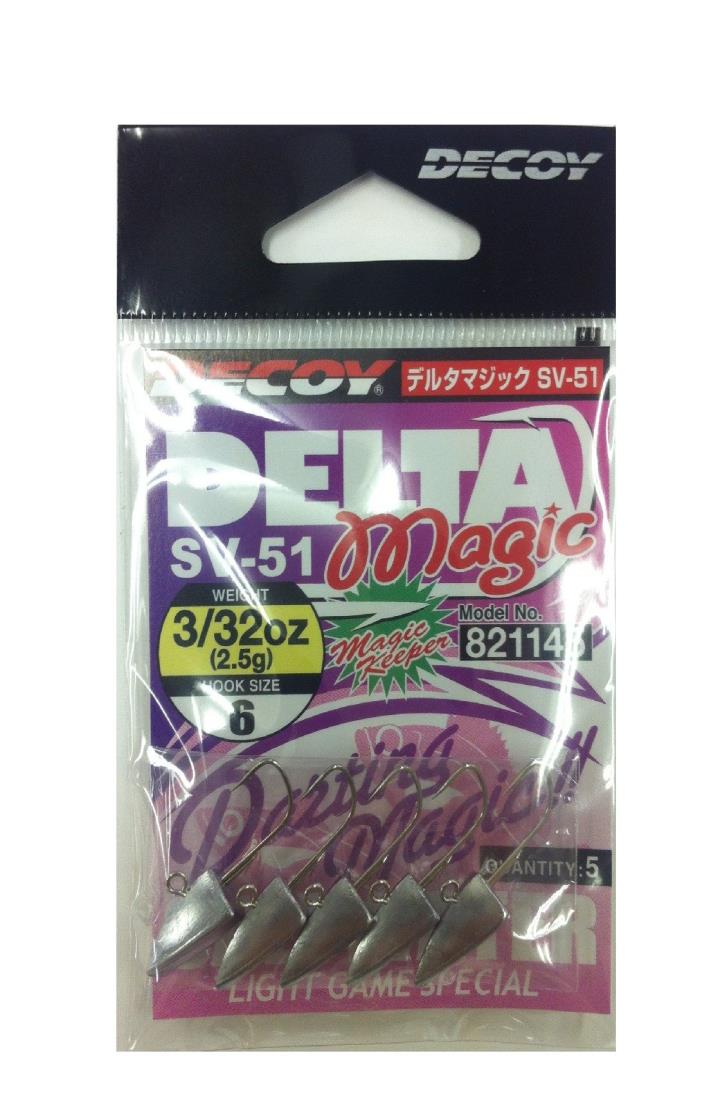 DECOY
DECOY® デルタマジック SV-51
DELTA
SV-51 Magic
WEIGHT
3/32oz
(2.5g)
HOOK SIZE
6
Magic
Keeper
Model No.
Dazzling
Magic!!
QUANTITY:5
LIGHT GAME SPECIAL